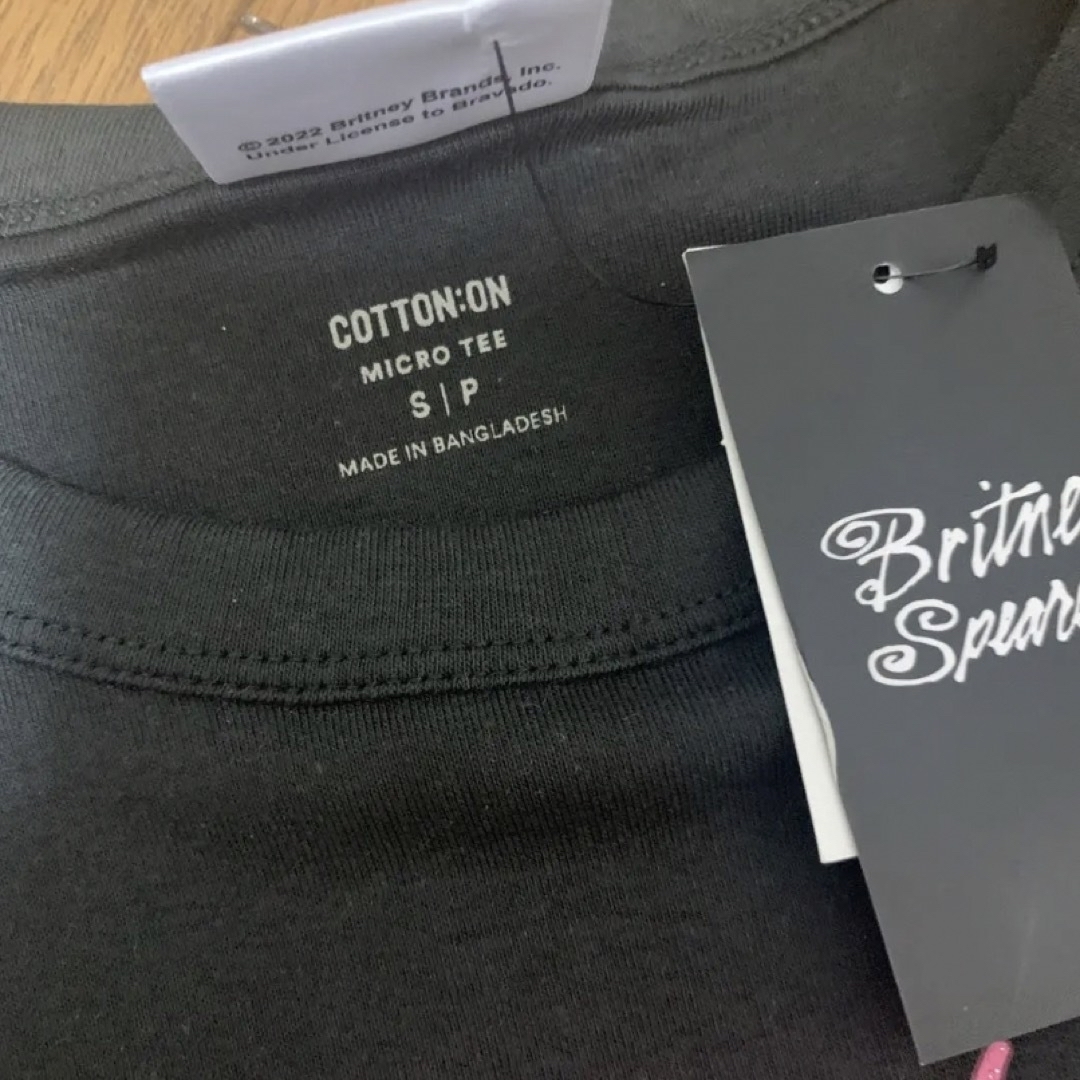 © 2022 Britney Brands, Inc.
Under License to Bravado.
COTTON:ON
MICRO TEE
S | P
MADE IN BANGLADESH
Britne
Spear